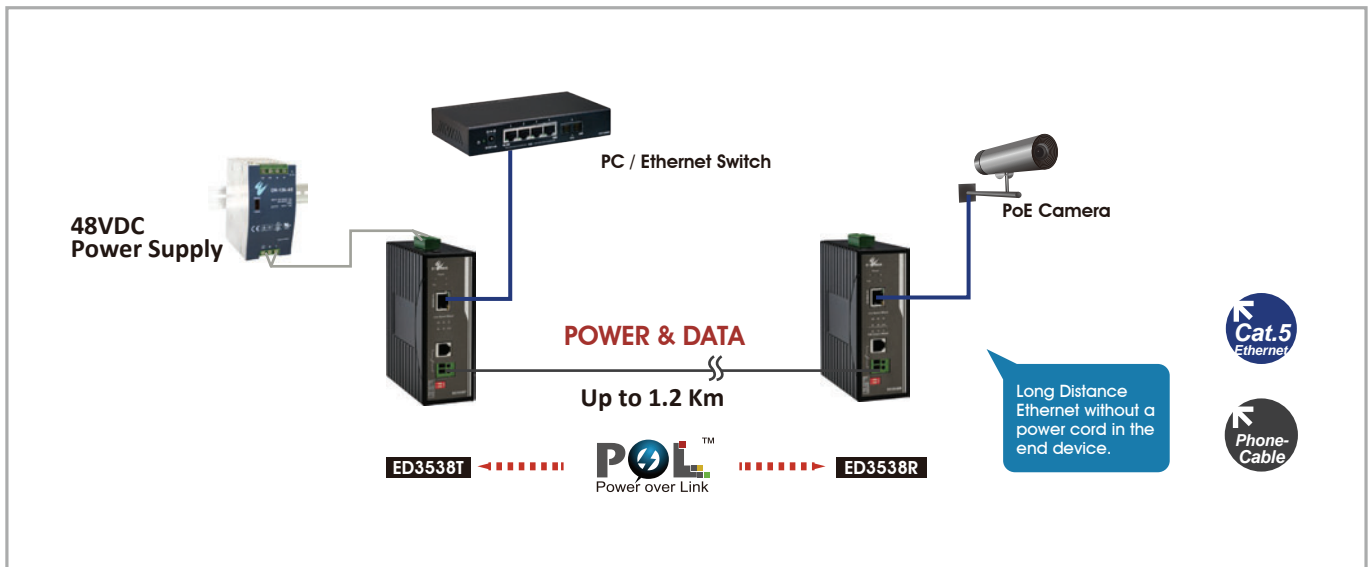 PC / Ethernet Switch
48VDC
Power Supply
PoE Camera
POWER & DATA
Up to 1.2 Km
Long Distance
Ethernet without a
power cord in the
end device.
Cat.5
Ethernet
Phone-
Cable
ED3538T
POL™
Power over Link
ED3538R